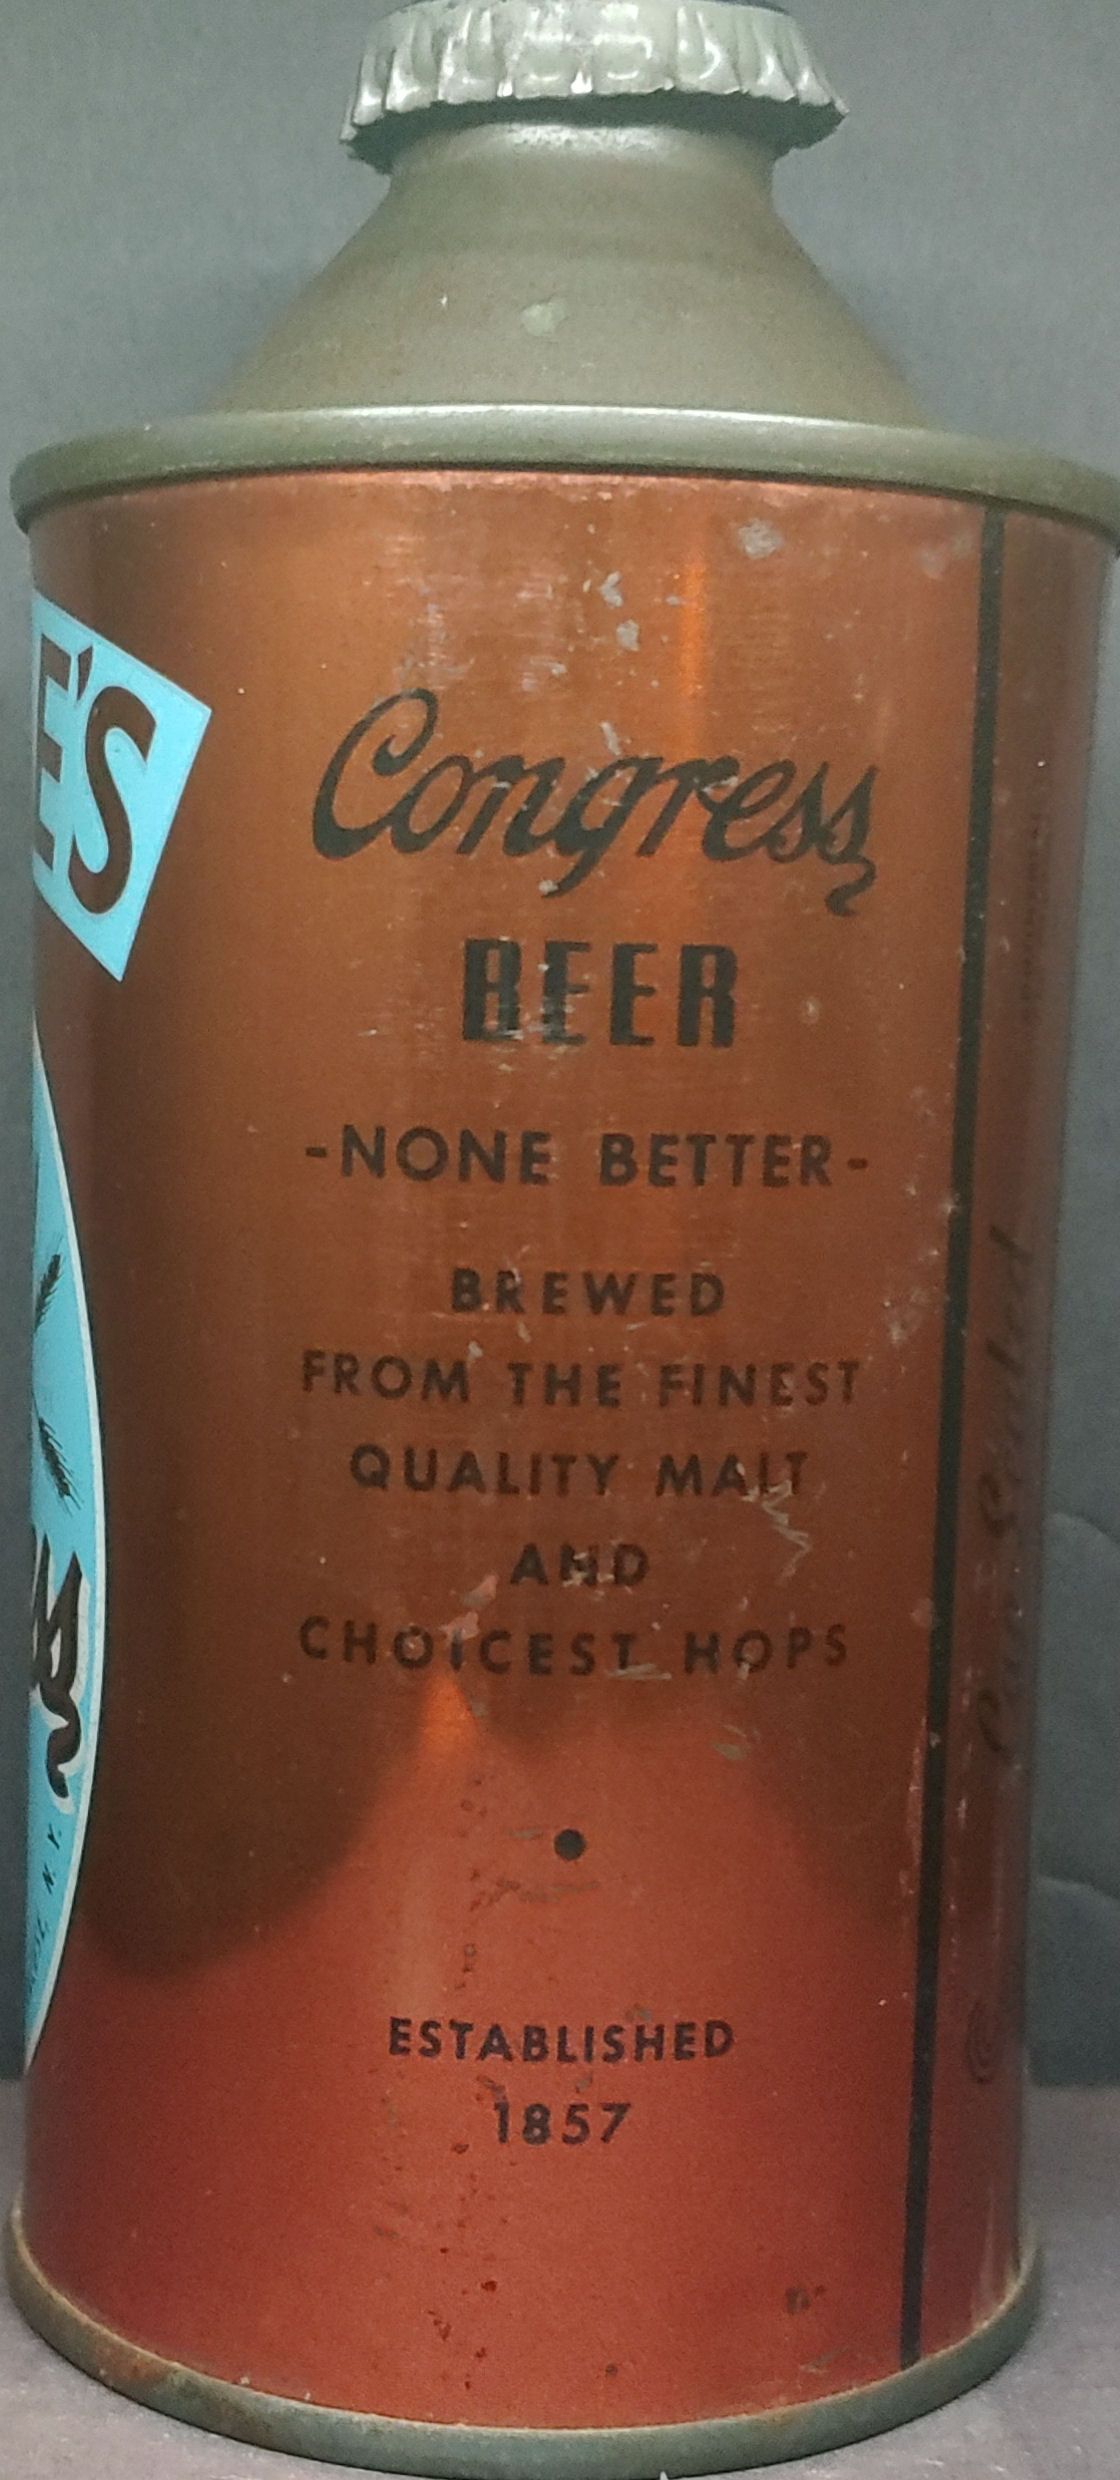 E'S
Congress
BEER
-NONE BETTER-
BREWED
FROM THE FINEST
QUALITY MALT
AND
CHOICEST HOPS
ESTABLISHED
1857
N. Y.